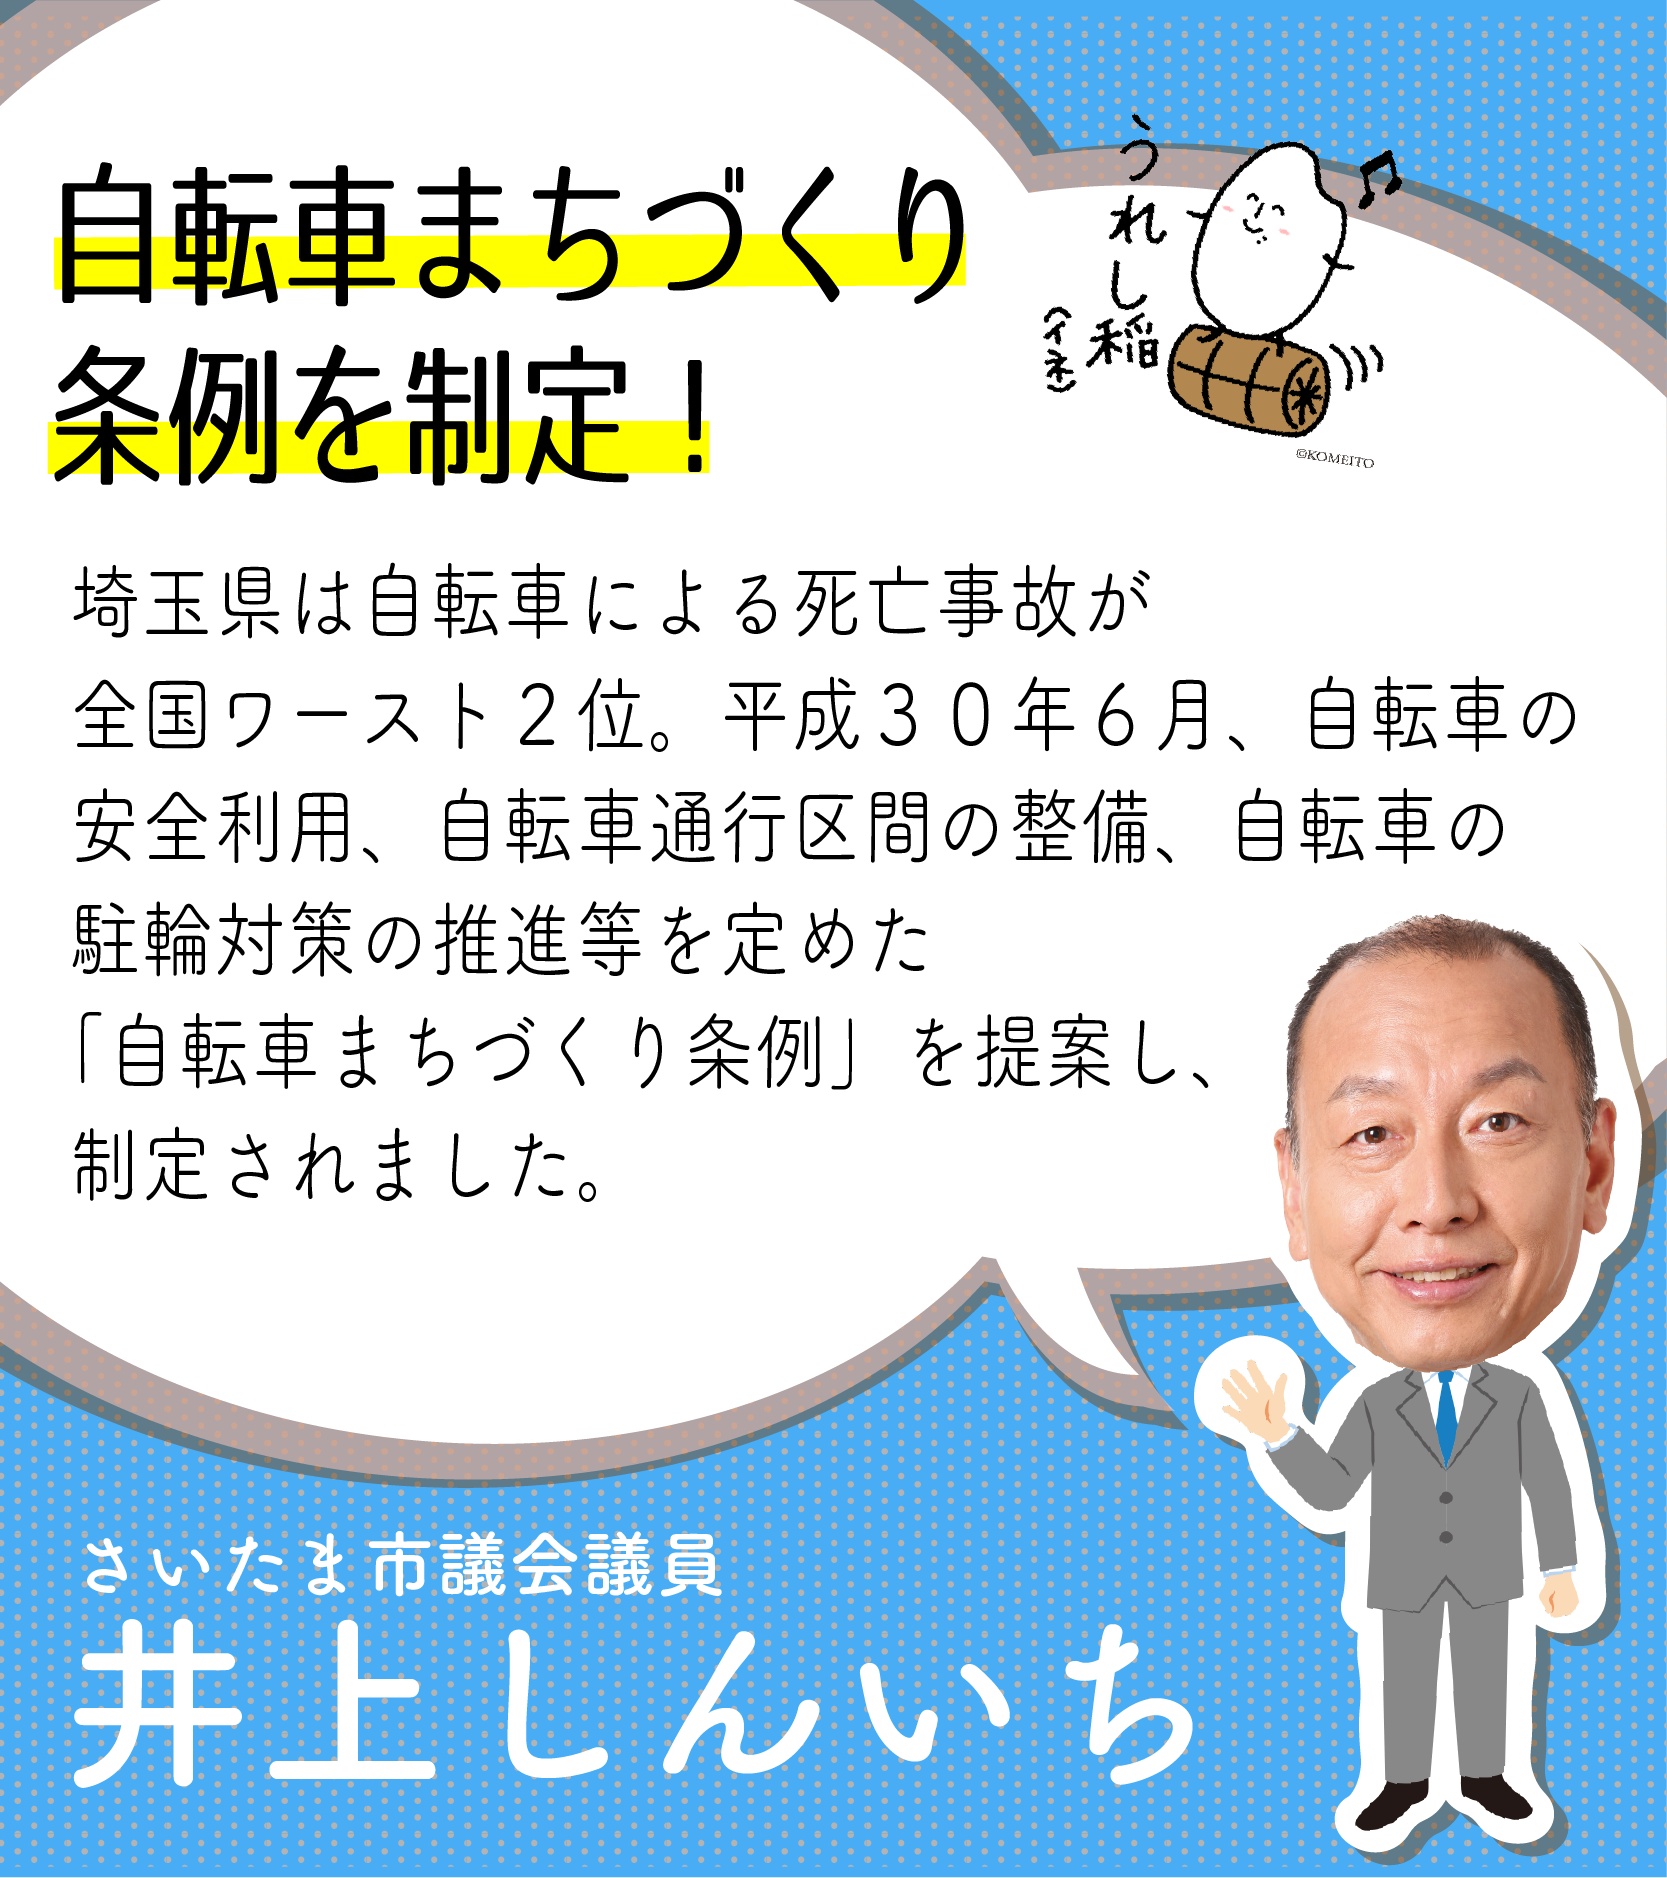 自転車まちづくり
条例を制定！
うれし稲
（イネ）
©KOMEITO
埼玉県は自転車による死亡事故が
全国ワースト２位。平成３０年６月、自転車の
安全利用、自転車通行区間の整備、自転車の
駐輪対策の推進等を定めた
「自転車まちづくり条例」を提案し、
制定されました。
さいたま市議会議員
井上しんいち